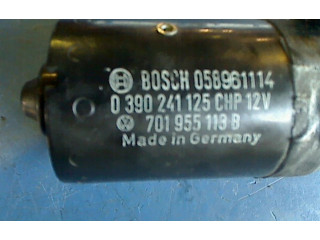 BOSCH 058961114
0 390 241 125 CHP 12V
701 955 113 B
Made in Germany